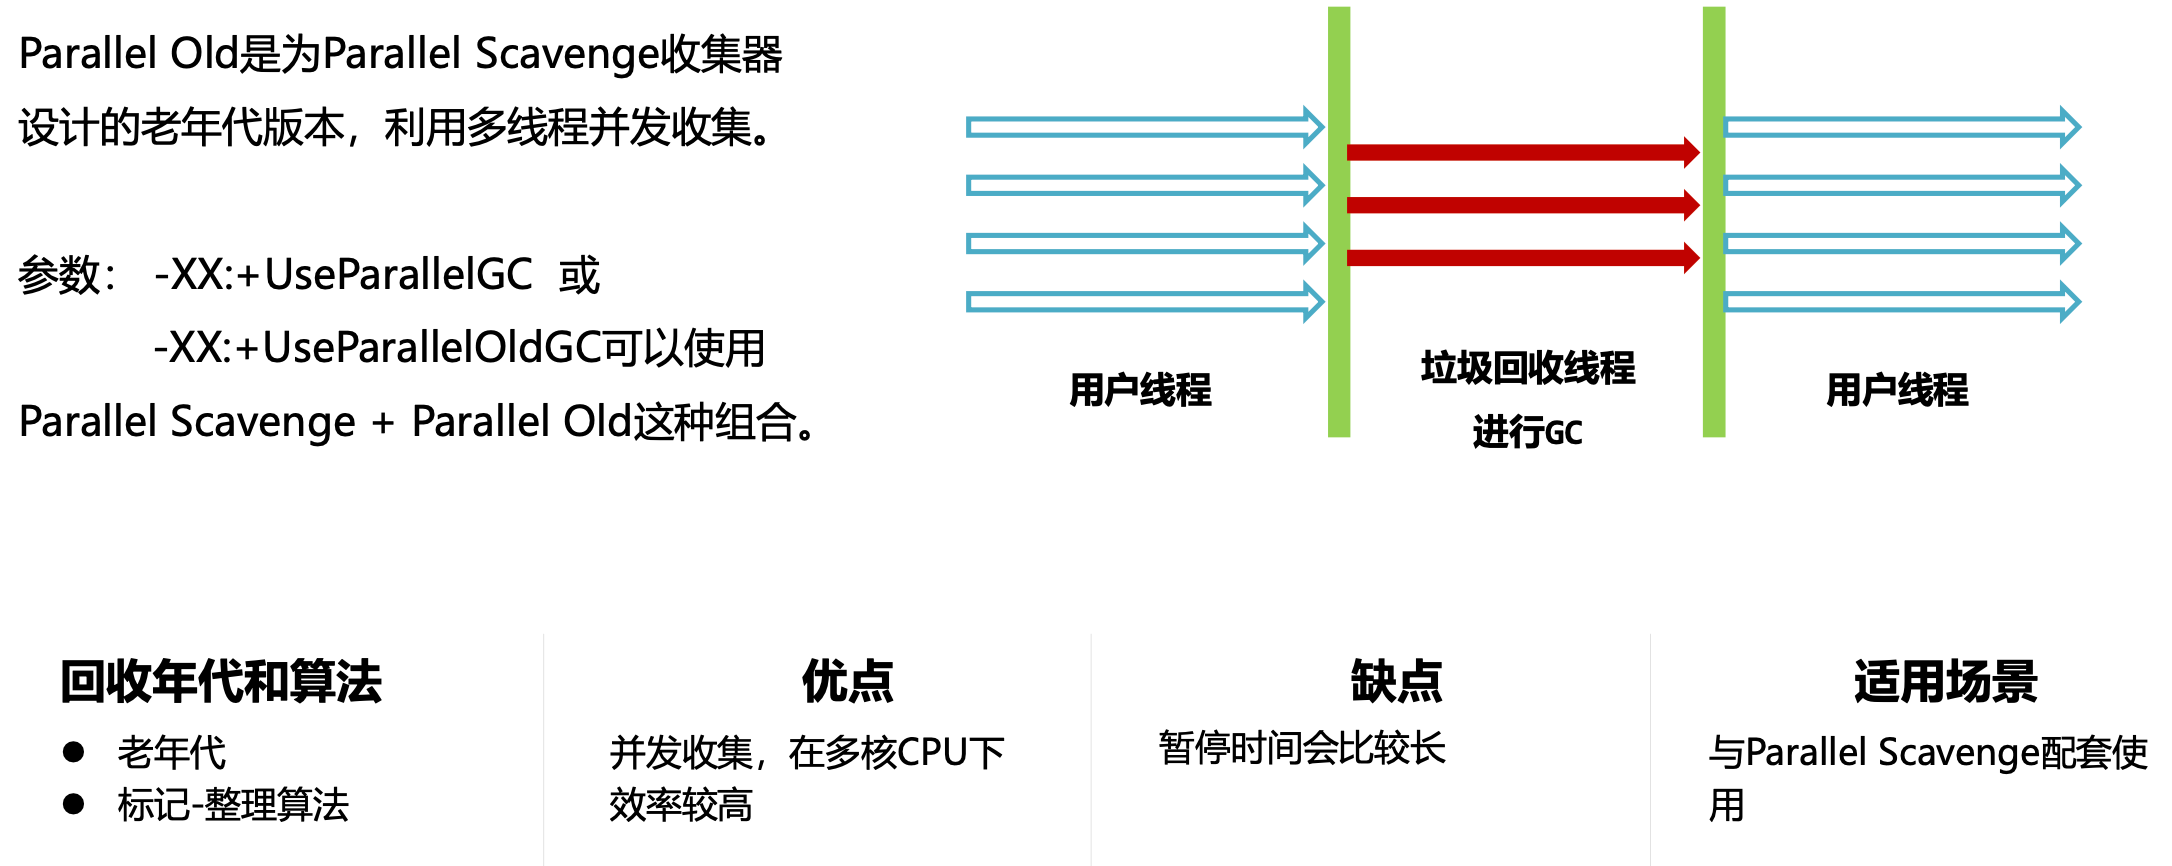 Parallel Old是为Parallel Scavenge收集器
设计的老年代版本，利用多线程并发收集。
参数： -XX:+UseParallelGC 或
-XX:+UseParallelOldGC可以使用
Parallel Scavenge + Parallel Old这种组合。
用户线程
垃圾回收线程
进行GC
用户线程
回收年代和算法
● 老年代
● 标记-整理算法
优点
并发收集，在多核CPU下
效率较高
缺点
暂停时间会比较长
适用场景
与Parallel Scavenge配套使
用